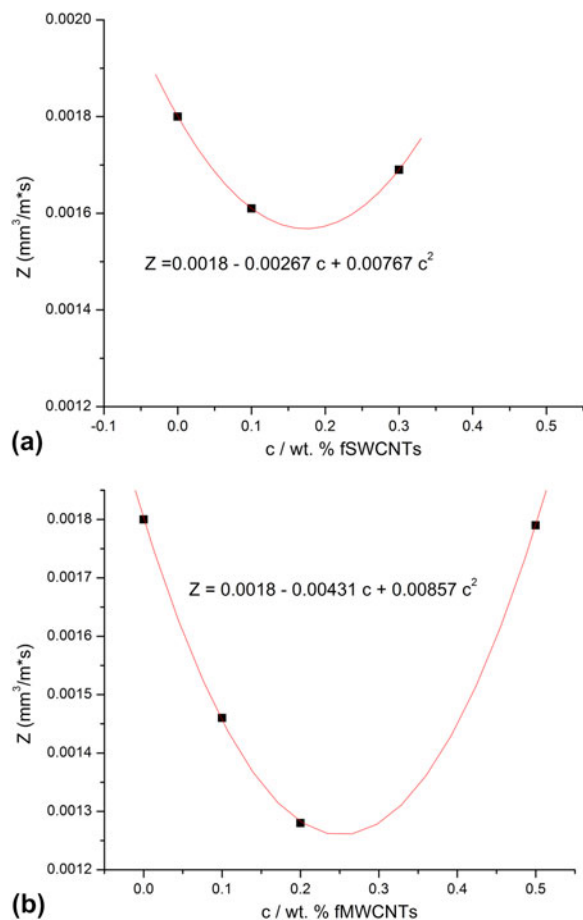 0.0020
0.0018
0.0016
0.0014
0.0012
Z (mm³/m*s)
Z =0.0018 - 0.00267 c + 0.00767 c²
-0.1 0.0 0.1 0.2 0.3 0.4 0.5
(a)
c / wt. % fSWCNTs
0.0018
0.0017
0.0016
0.0015
0.0014
0.0013
0.0012
Z (mm³/m*s)
Z = 0.0018 - 0.00431 c + 0.00857 c²
0.0 0.1 0.2 0.3 0.4 0.5
(b)
c / wt. % fMWCNTs